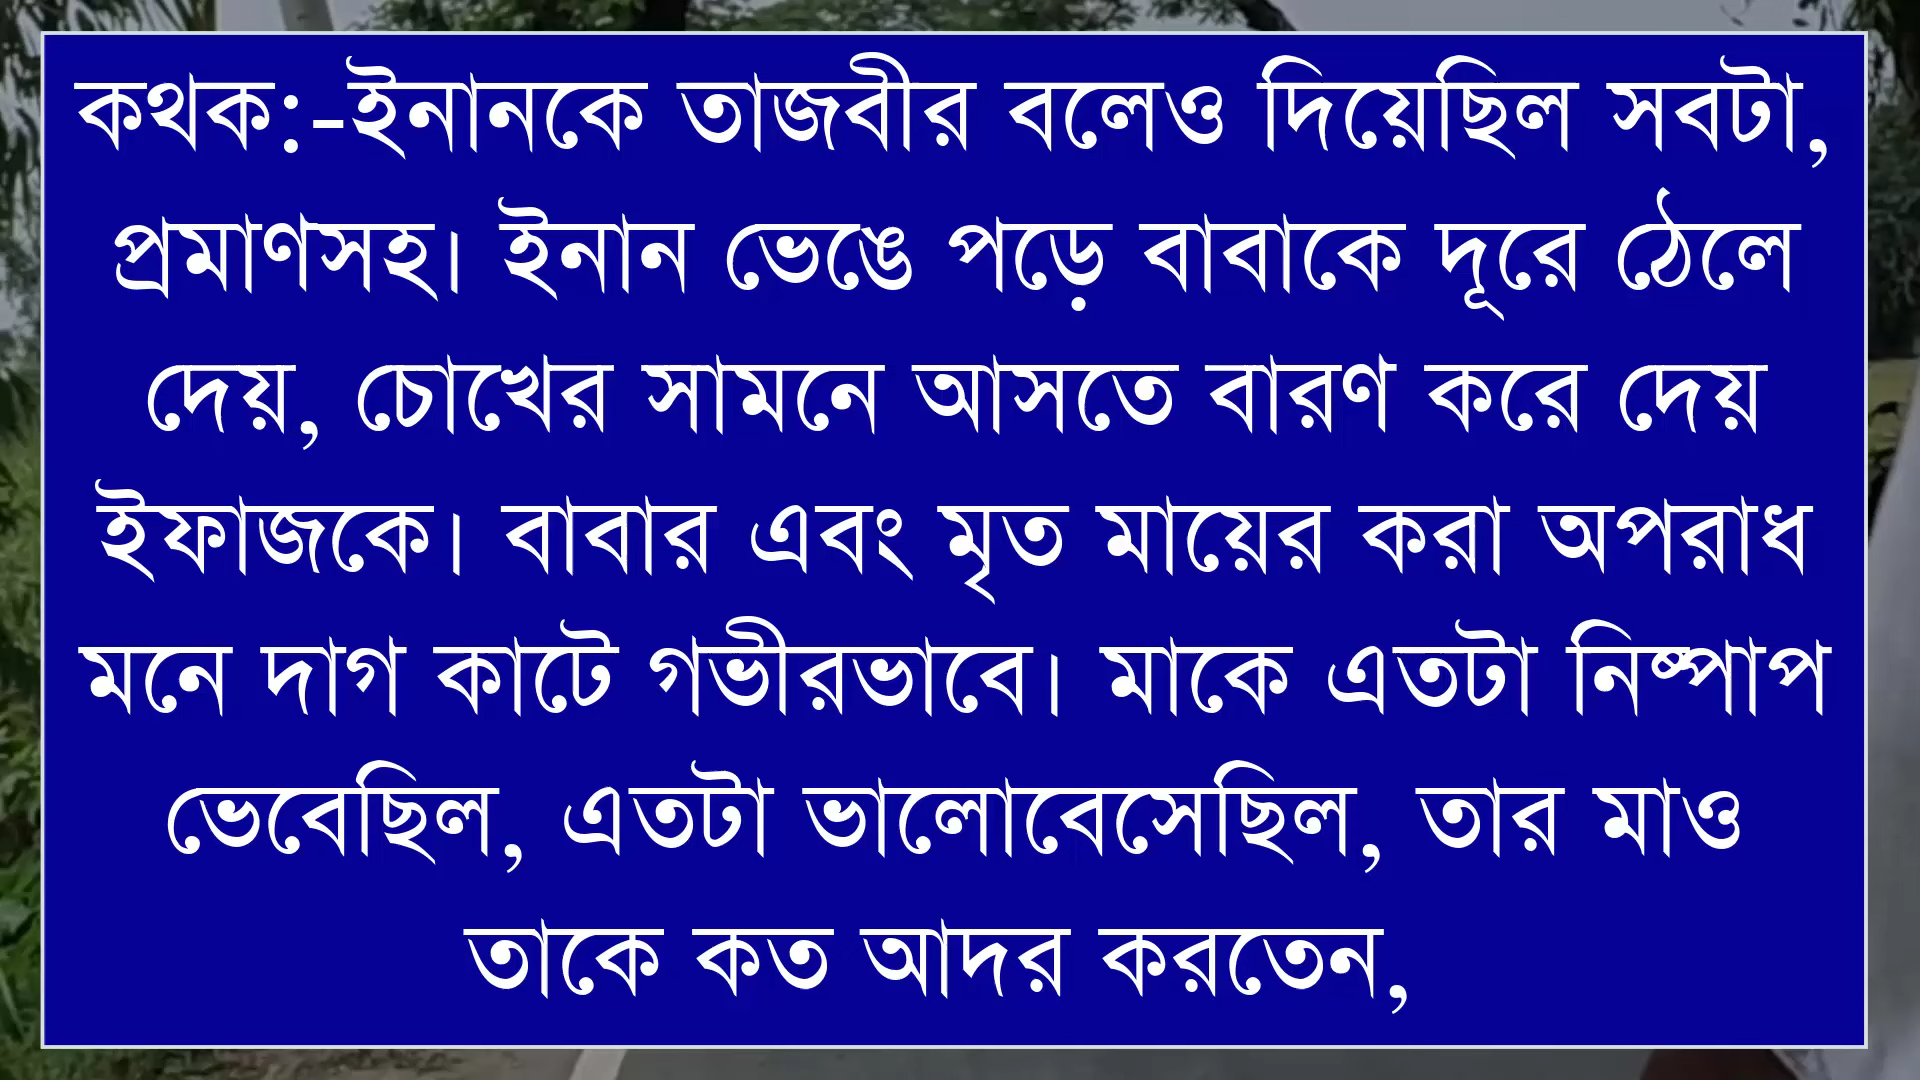 কথক:-ইনানকে তাজবীর বলেও দিয়েছিল সবটা,
প্রমাণসহ। ইনান ভেঙে পড়ে বাবাকে দূরে ঠেলে
দেয়, চোখের সামনে আসতে বারণ করে দেয়
ইফাজকে। বাবার এবং মৃত মায়ের করা অপরাধ
মনে দাগ কাটে গভীরভাবে। মাকে এতটা নিষ্পাপ
ভেবেছিল, এতটা ভালোবেসেছিল, তার মাও
তাকে কত আদর করতেন,